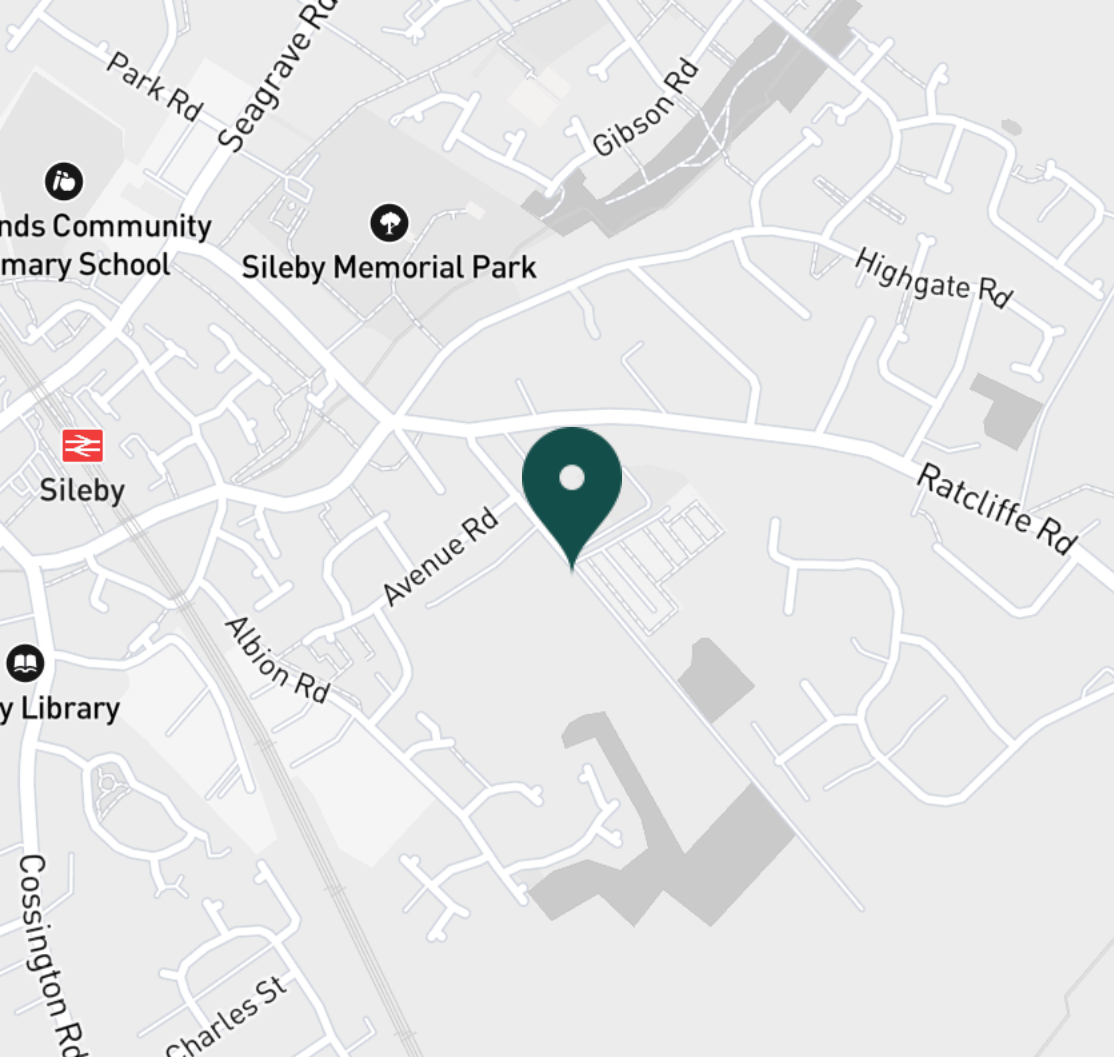 Seagrave Rd
Park Rd
Gibson Rd
nds Community
mary School
Sileby Memorial Park
Highgate Rd
Sileby
Ratcliffe Rd
Avenue Rd
Albion Rd
y Library
Cossington Rd
Charles St